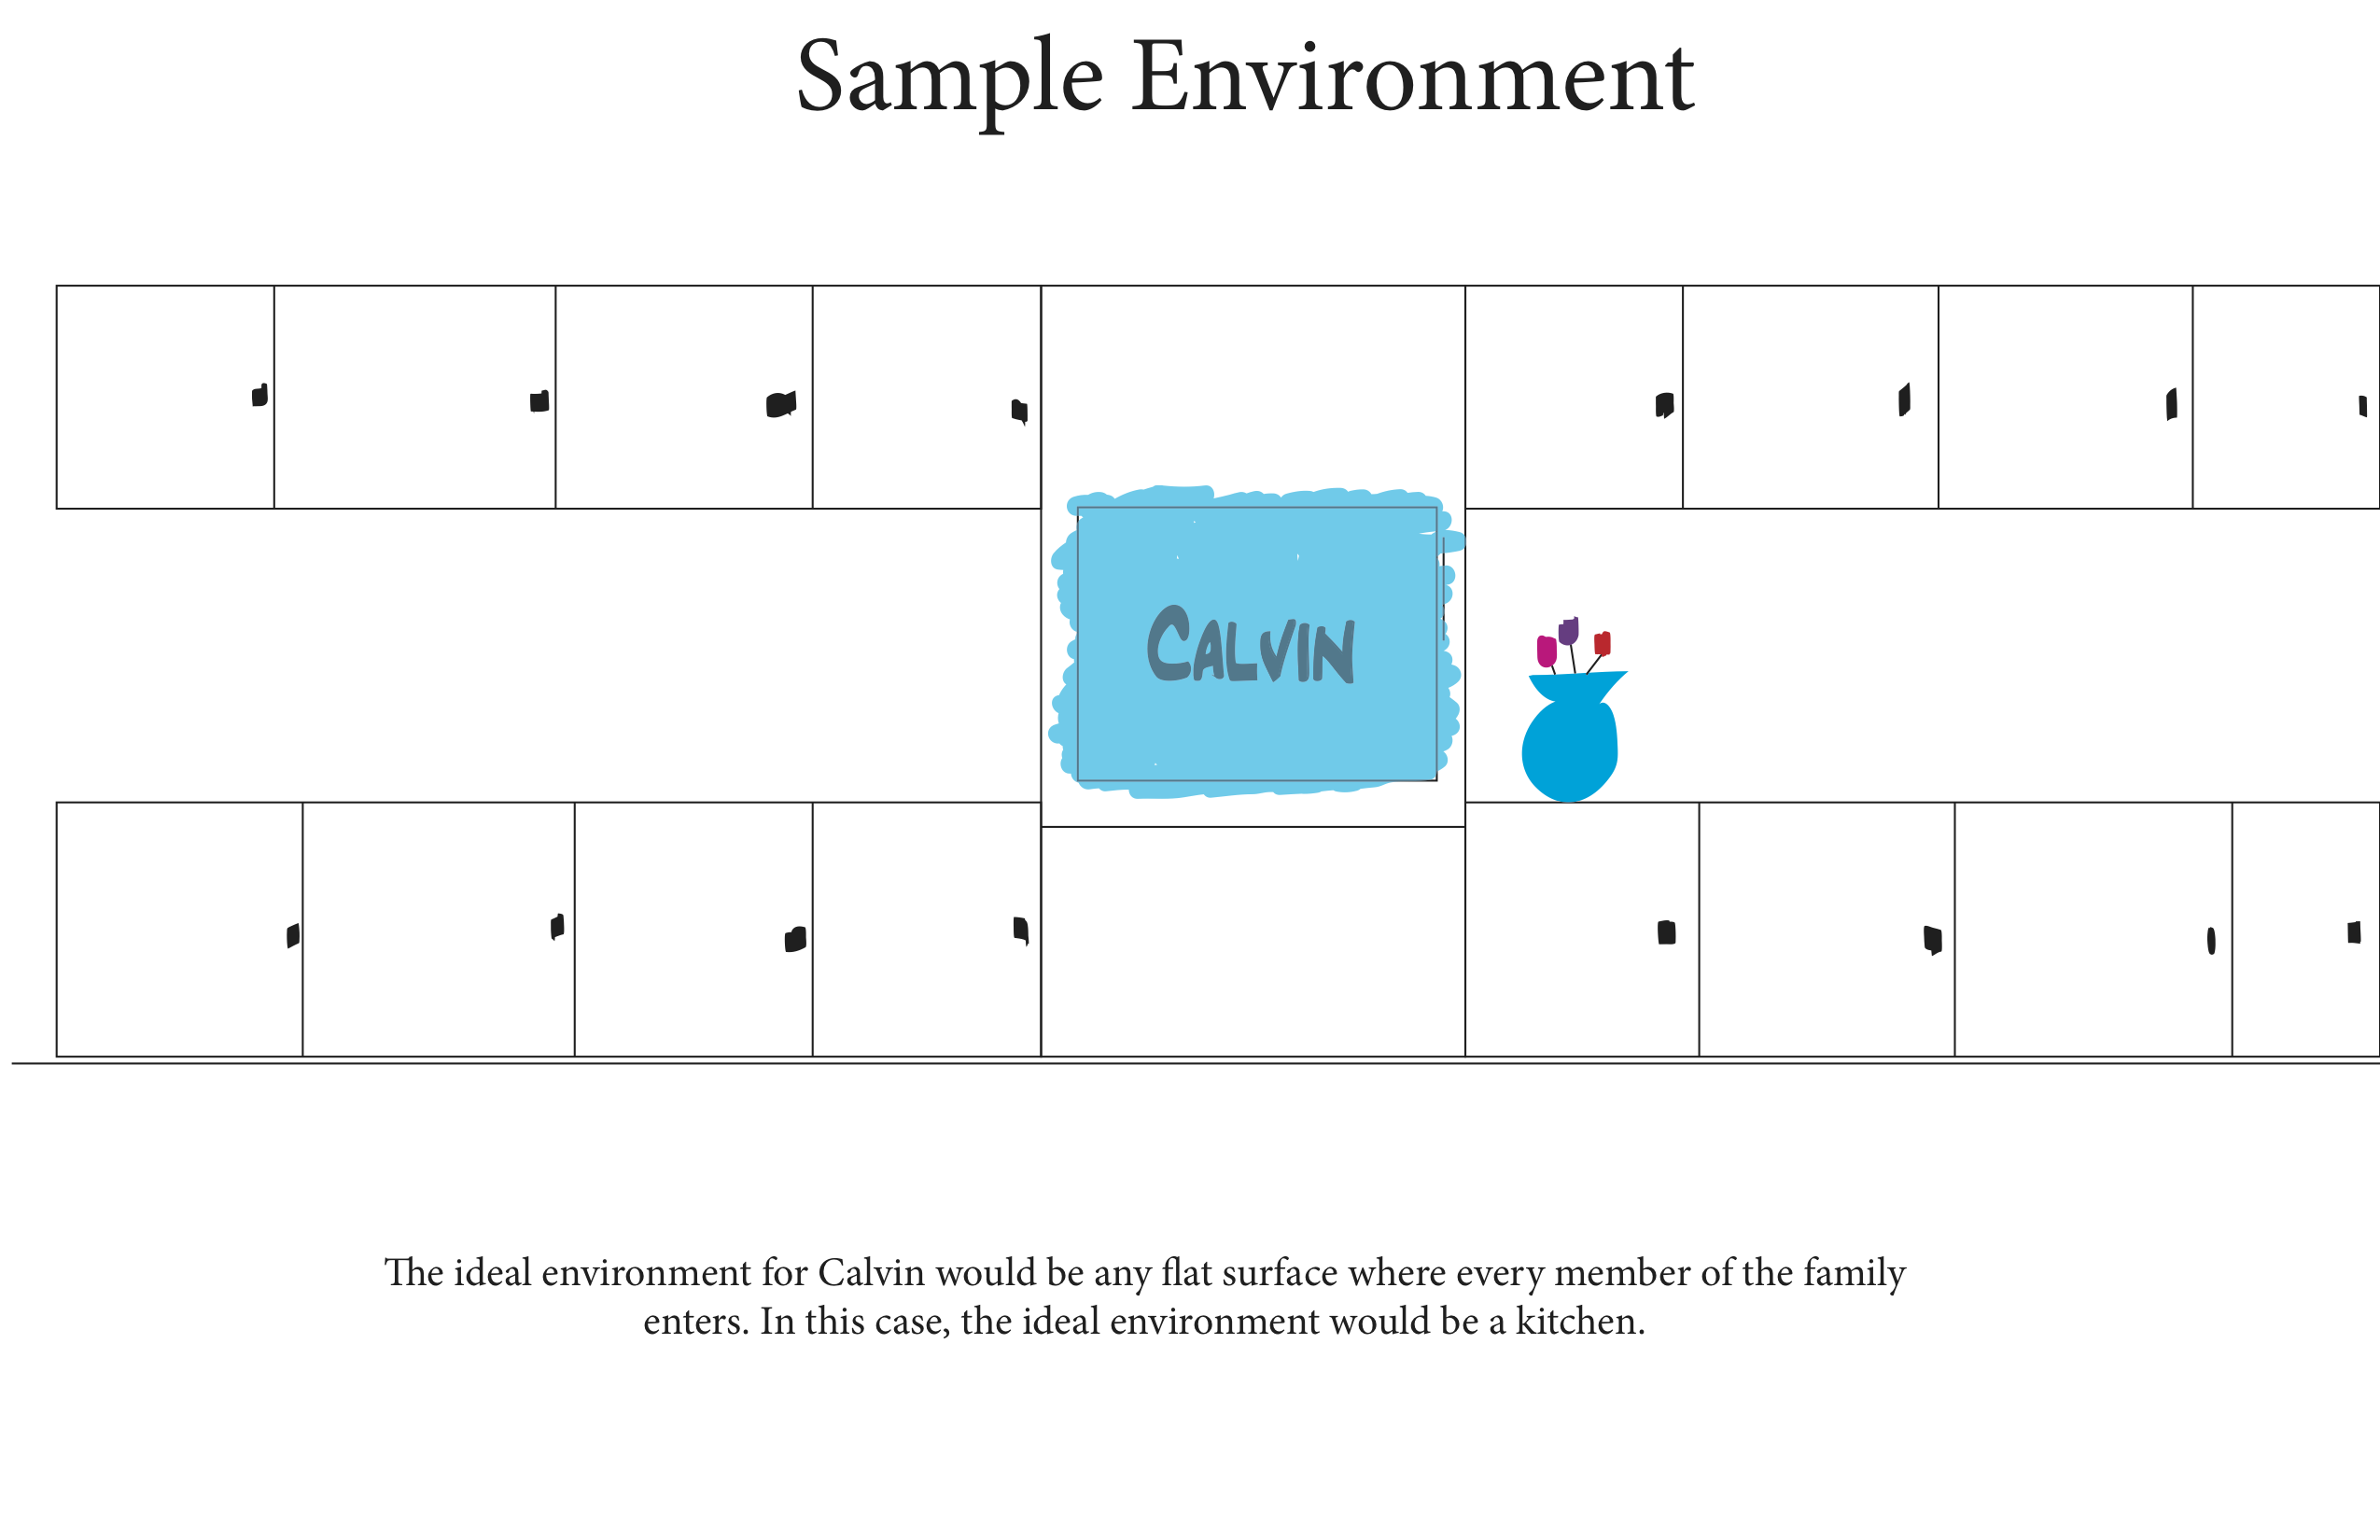 Sample Environment
CALVIN
The ideal environment for Calvin would be any flat surface where every member of the family
enters. In this case, the ideal environment would be a kitchen.